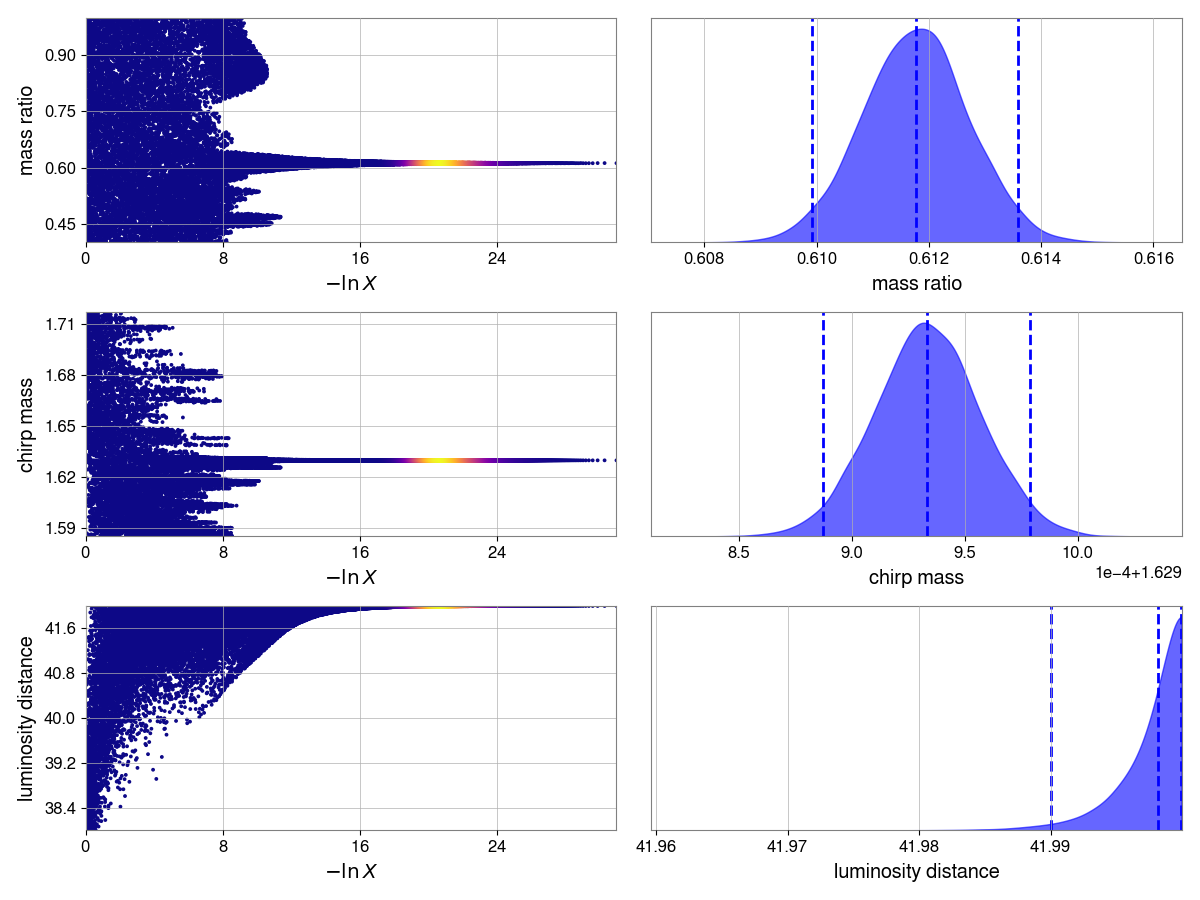 mass ratio
0.90
0.75
0.60
0.45
0 8 16 24
−ln X
0.608 0.610 0.612 0.614 0.616
mass ratio
chirp mass
1.71
1.68
1.65
1.62
1.59
0 8 16 24
−ln X
8.5 9.0 9.5 10.0
1e−4+1.629
chirp mass
luminosity distance
41.6
40.8
40.0
39.2
38.4
0 8 16 24
−ln X
41.96 41.97 41.98 41.99
luminosity distance